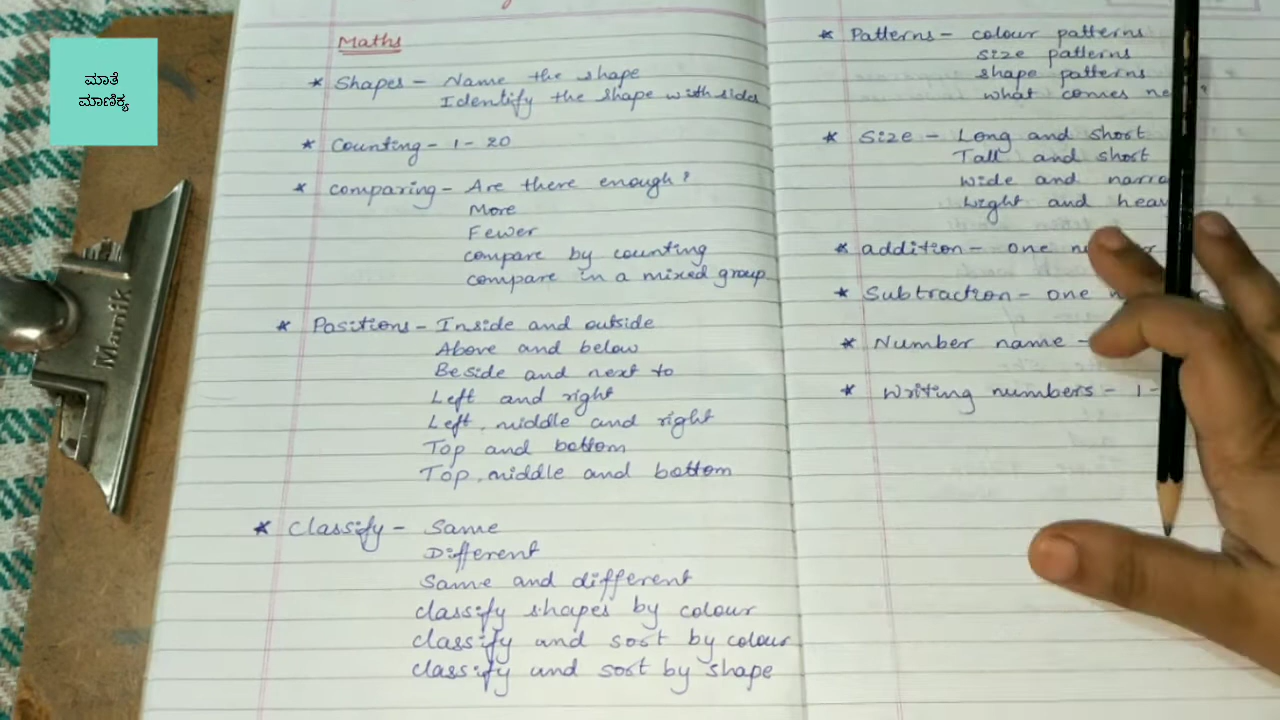 ಮಾತೆ
ಮಾಣಿಕ್ಯ
Manik
Maths
* Shapes - Name the shape
Identify the shape with sides
* Counting - 1 - 20
* comparing - Are there enough?
More
Fewer
compare by counting
compare in a mixed group
* Positions - Inside and outside
Above and below
Beside and next to
Left and right
Left, middle and right
Top and bottom
Top, middle and bottom
* Classify - Same
Different
Same and different
classify shapes by colour
classify and sort by colour
classify and sort by shape
* Patterns - colour patterns
size patterns
shape patterns
what comes
* Size - Long and short
Tall and short
wide and
Light and
* addition - one
* Subtraction - one
* Number name -
* Writing numbers - 1 -